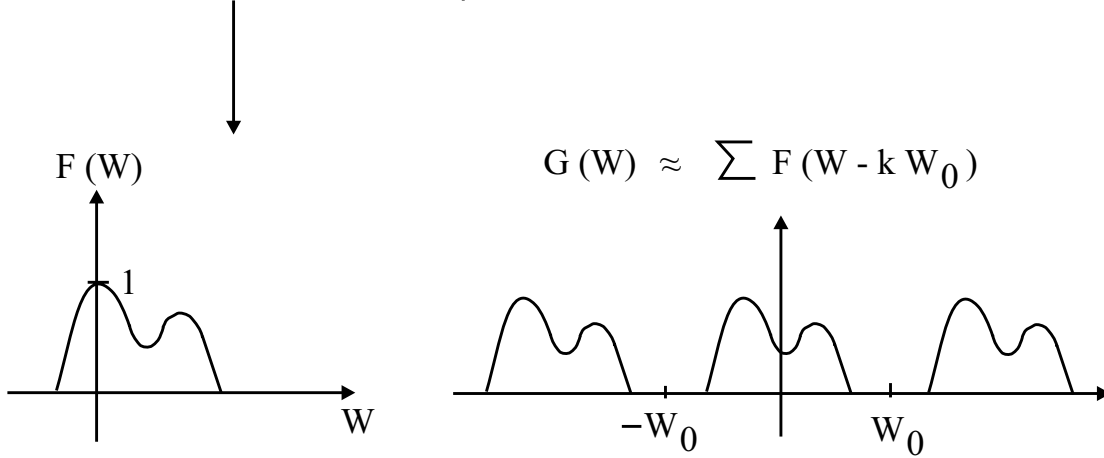 F (W)
G (W) ≈ ∑ F (W - k W₀)
1
W
−W₀
W₀